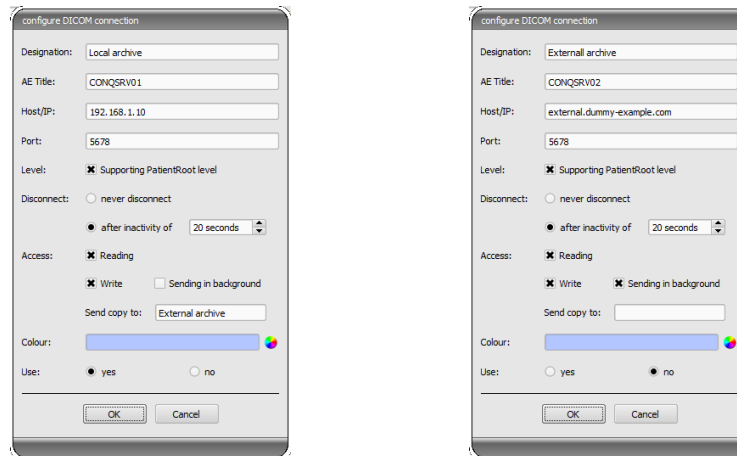 configure DICOM connection
Designation: Local archive
AE Title: CONQSRV01
Host/IP: 192.168.1.10
Port: 5678
Level: Supporting PatientRoot level
Disconnect: never disconnect
after inactivity of 20 seconds
Access: Reading
Write Sending in background
Send copy to: External archive
Colour:
Use: yes no
OK Cancel
configure DICOM connection
Designation: Externall archive
AE Title: CONQSRV02
Host/IP: external.dummy-example.com
Port: 5678
Level: Supporting PatientRoot level
Disconnect: never disconnect
after inactivity of 20 seconds
Access: Reading
Write Sending in background
Send copy to:
Colour:
Use: yes no
OK Cancel